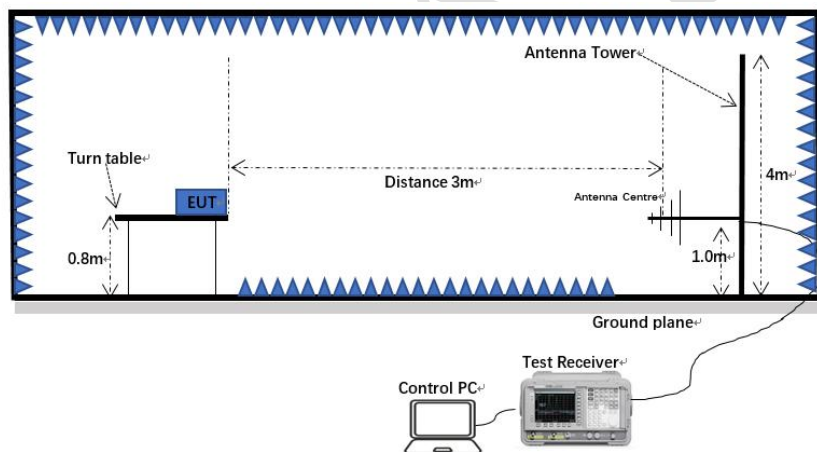 Antenna Tower
Turn table
EUT
Distance 3m
4m
Antenna Centre
0.8m
1.0m
Ground plane
Test Receiver
Control PC